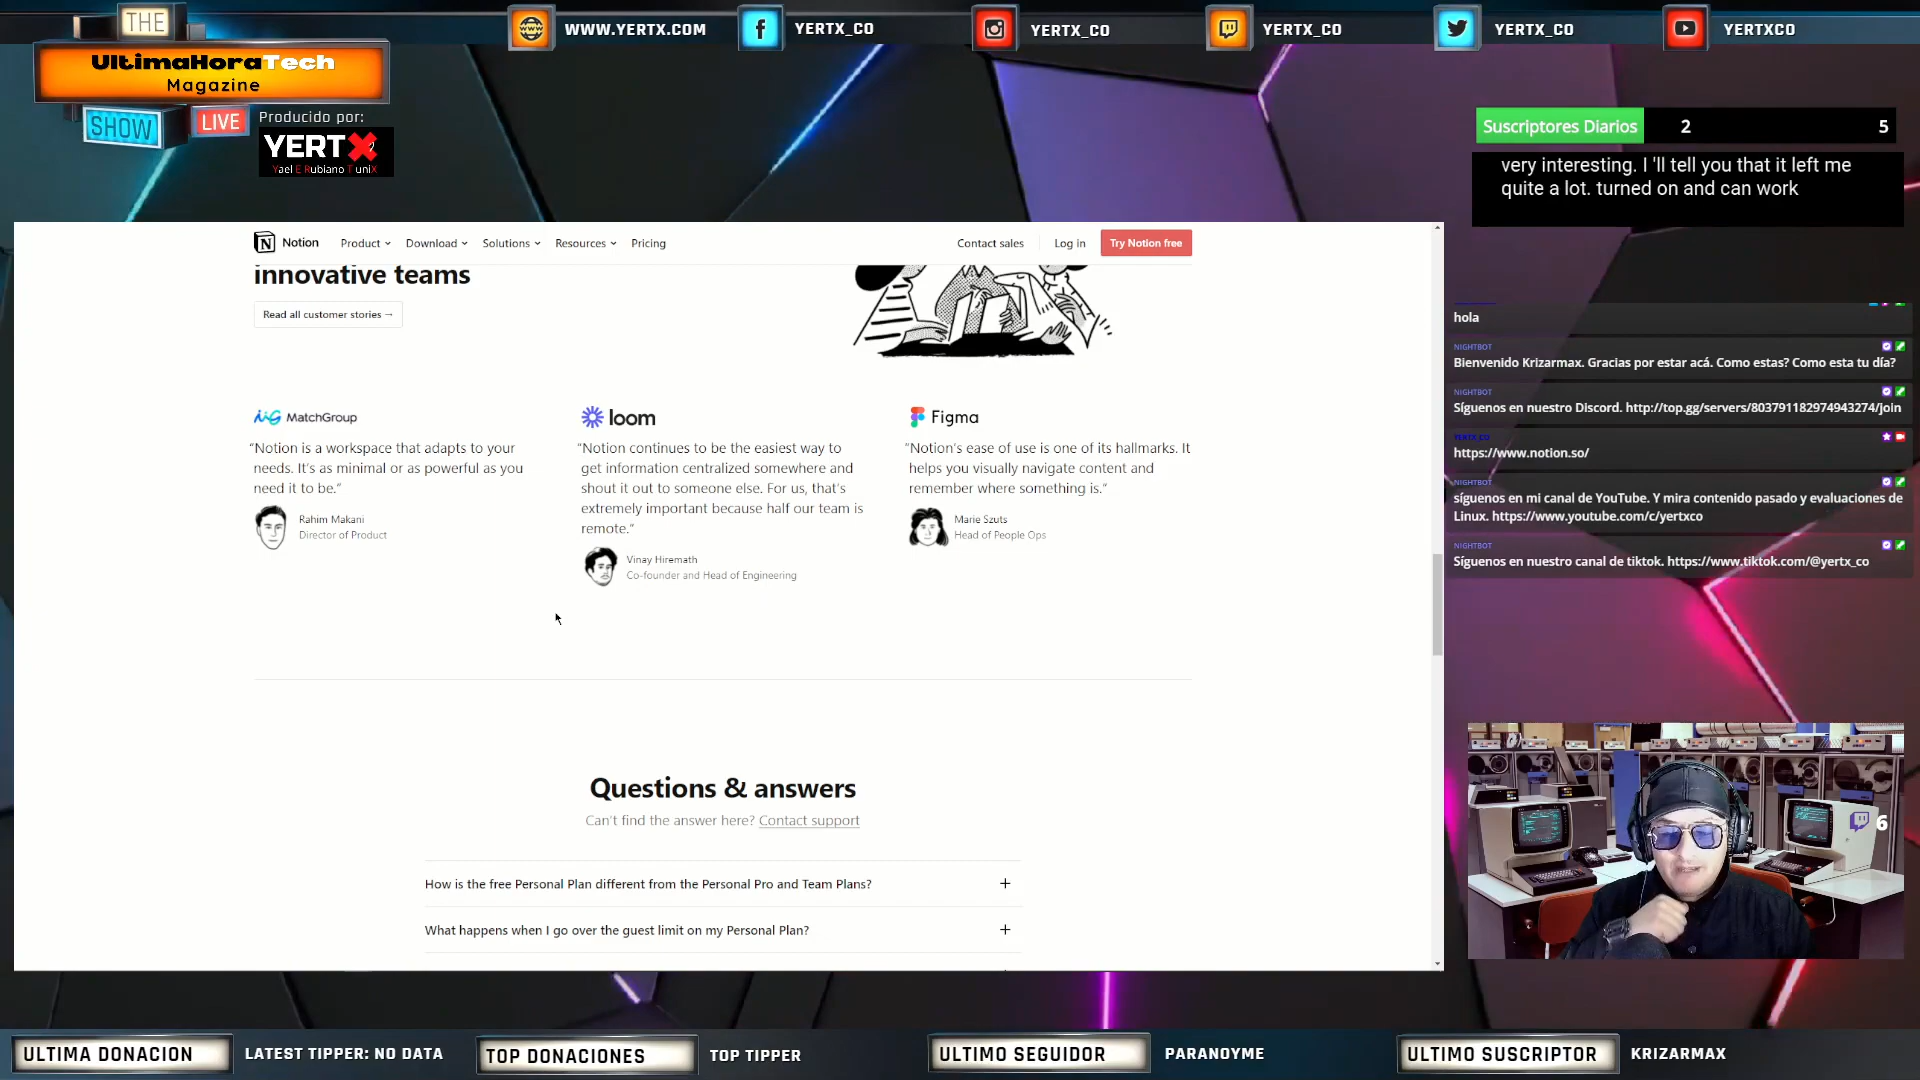 THE
UltimaHoraTech
Magazine
SHOW
LIVE
Producido por:
YERTX
Yael E Rubiano T uniX
WWW.YERTX.COM
YERTX_CO
YERTX_CO
YERTX_CO
YERTX_CO
YERTXCO
Suscriptores Diarios
2
5
very interesting. I 'll tell you that it left me
quite a lot. turned on and can work
Notion
Product
Download
Solutions
Resources
Pricing
Contact sales
Log in
Try Notion free
innovative teams
Read all customer stories →
MatchGroup
“Notion is a workspace that adapts to your
needs. It’s as minimal or as powerful as you
need it to be.”
Rahim Makani
Director of Product
loom
“Notion continues to be the easiest way to
get information centralized somewhere and
shout it out to someone else. For us, that’s
extremely important because half our team is
remote.”
Vinay Hiremath
Co-founder and Head of Engineering
Figma
“Notion’s ease of use is one of its hallmarks. It
helps you visually navigate content and
remember where something is.”
Marie Szuts
Head of People Ops
Questions & answers
Can't find the answer here? Contact support
How is the free Personal Plan different from the Personal Pro and Team Plans?
What happens when I go over the guest limit on my Personal Plan?
hola
NIGHTBOT
Bienvenido Krizarmax. Gracias por estar acá. Como estas? Como esta tu día?
NIGHTBOT
Síguenos en nuestro Discord. http://top.gg/servers/803791182974943274/join
YERTX_CO
https://www.notion.so/
NIGHTBOT
síguenos en mi canal de YouTube. Y mira contenido pasado y evaluaciones de
Linux. https://www.youtube.com/c/yertxco
NIGHTBOT
Síguenos en nuestro canal de tiktok. https://www.tiktok.com/@yertx_co
6
ULTIMA DONACION
LATEST TIPPER: NO DATA
TOP DONACIONES
TOP TIPPER
ULTIMO SEGUIDOR
PARANOYME
ULTIMO SUSCRIPTOR
KRIZARMAX